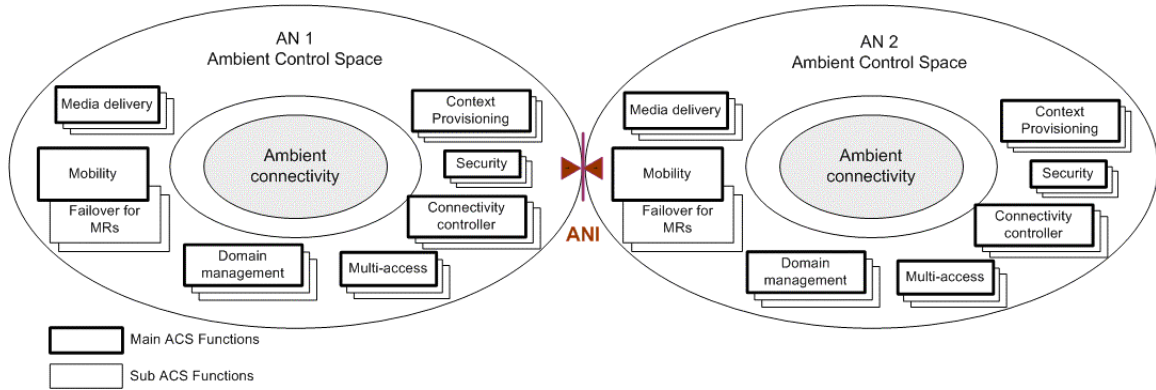 AN 1
Ambient Control Space
Media delivery
Context
Provisioning
Ambient
connectivity
Security
Mobility
Failover for
MRs
Connectivity
controller
Domain
management
Multi-access
ANI
AN 2
Ambient Control Space
Media delivery
Context
Provisioning
Ambient
connectivity
Security
Mobility
Failover for
MRs
Connectivity
controller
Domain
management
Multi-access
Main ACS Functions
Sub ACS Functions